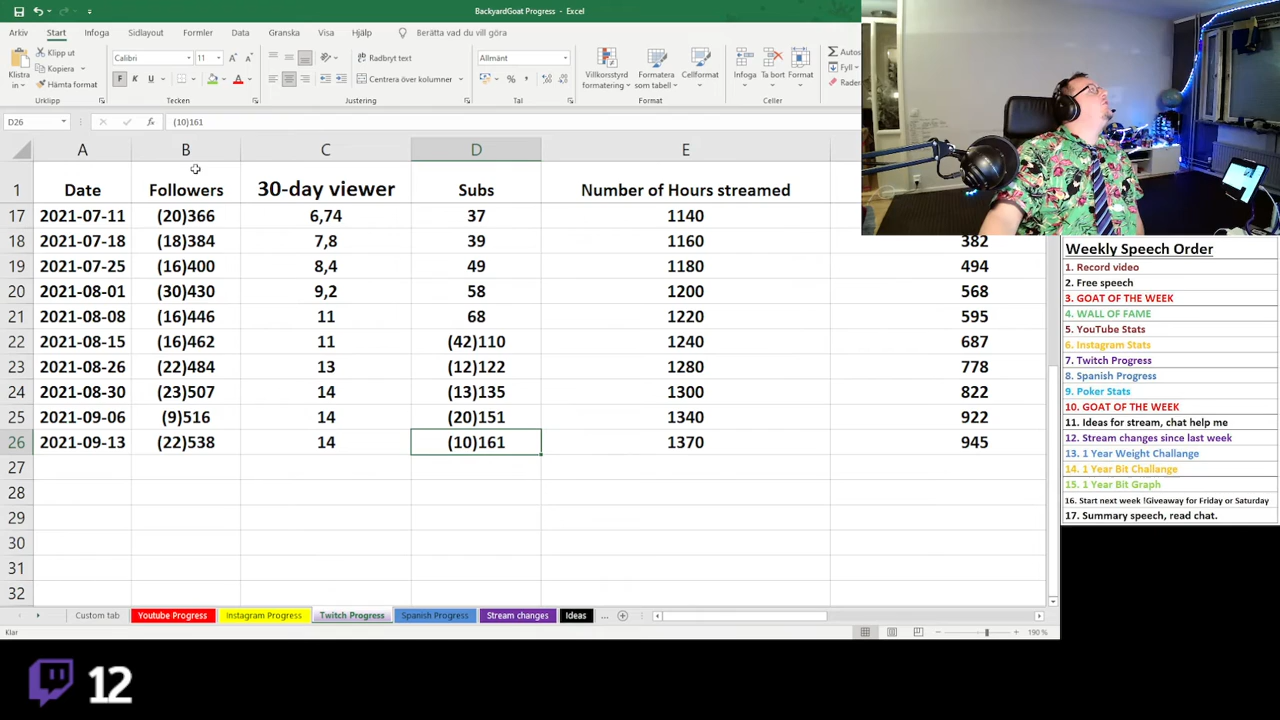 BackyardGoat Progress - Excel
Arkiv Start Infoga Sidlayout Formler Data Granska Visa Hjälp Berätta vad du vill göra
Klistra in
Klipp ut
Kopiera
Hämta format
Urklipp
Calibri 11
F K U
Tecken
Radbryt text
Centrera över kolumner
Justering
Allmänt
%
Tal
Villkorsstyrd formatering
Formatera som tabell
Cellformat
Format
Infoga Ta bort Format
Celler
D26 fx (10)161
A B C D E
1 Date Followers 30-day viewer Subs Number of Hours streamed
17 2021-07-11 (20)366 6,74 37 1140
18 2021-07-18 (18)384 7,8 39 1160 382
19 2021-07-25 (16)400 8,4 49 1180 494
20 2021-08-01 (30)430 9,2 58 1200 568
21 2021-08-08 (16)446 11 68 1220 595
22 2021-08-15 (16)462 11 (42)110 1240 687
23 2021-08-26 (22)484 13 (12)122 1280 778
24 2021-08-30 (23)507 14 (13)135 1300 822
25 2021-09-06 (9)516 14 (20)151 1340 922
26 2021-09-13 (22)538 14 (10)161 1370 945
27
28
29
30
31
32
Custom tab Youtube Progress Instagram Progress Twitch Progress Spanish Progress Stream changes Ideas ...
Klar
190 %
Weekly Speech Order
1. Record video
2. Free speech
3. GOAT OF THE WEEK
4. WALL OF FAME
5. YouTube Stats
6. Instagram Stats
7. Twitch Progress
8. Spanish Progress
9. Poker Stats
10. GOAT OF THE WEEK
11. Ideas for stream, chat help me
12. Stream changes since last week
13. 1 Year Weight Challange
14. 1 Year Bit Challange
15. 1 Year Bit Graph
16. Start next week !Giveaway for Friday or Saturday
17. Summary speech, read chat.
12